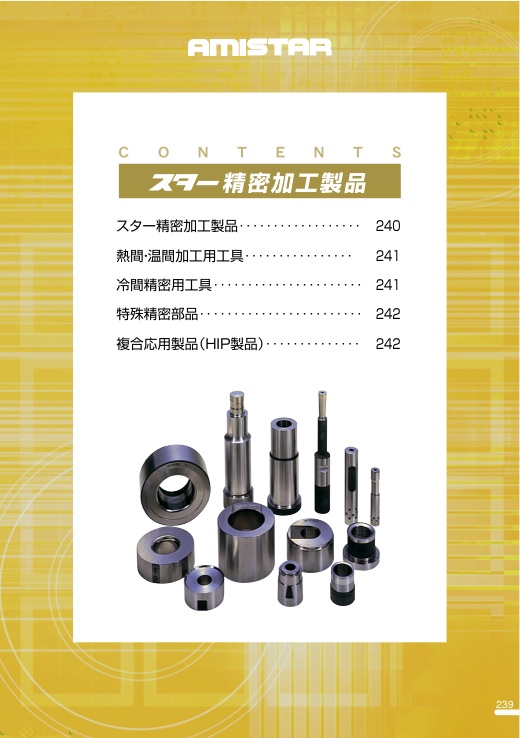 AMISTAR
CONTENTS
スター精密加工製品
スター精密加工製品・・・・・・・・・・・・・・・・・・ 240
熱間・温間加工用工具・・・・・・・・・・・・・・・・ 241
冷間精密用工具・・・・・・・・・・・・・・・・・・・・・・ 241
特殊精密部品・・・・・・・・・・・・・・・・・・・・・・・・ 242
複合応用製品（HIP製品）・・・・・・・・・・・・・・ 242
239